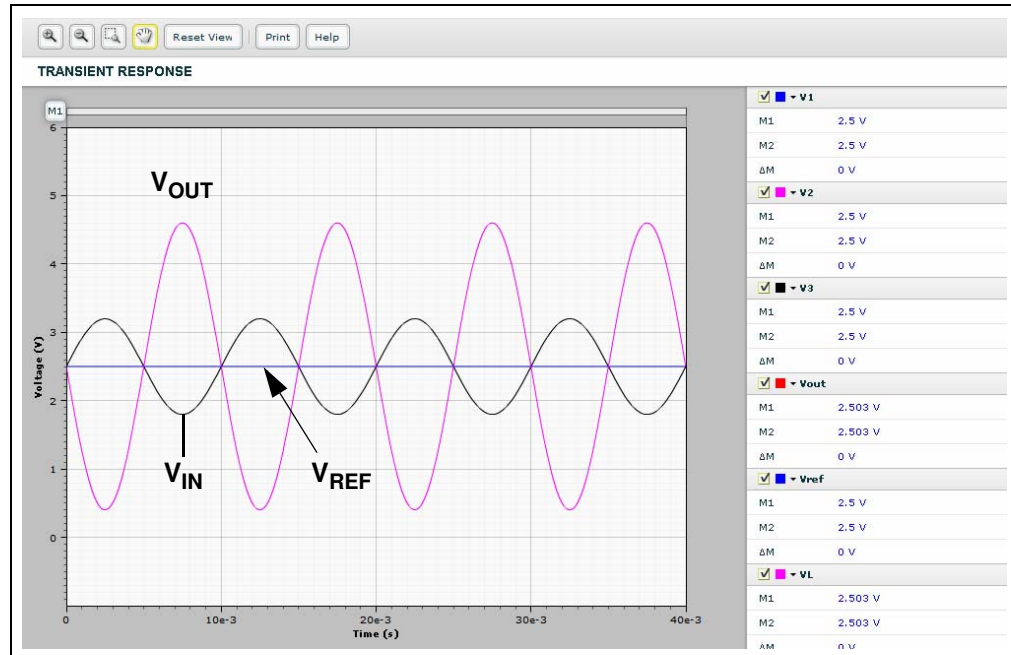 Reset View Print Help
TRANSIENT RESPONSE
M1
6
5
4
3
2
1
0
Voltage (V)
VOUT
VIN
VREF
0 10e-3 20e-3 30e-3 40e-3
Time (s)
V1
M1 2.5 V
M2 2.5 V
ΔM 0 V
V2
M1 2.5 V
M2 2.5 V
ΔM 0 V
V3
M1 2.5 V
M2 2.5 V
ΔM 0 V
Vout
M1 2.503 V
M2 2.503 V
ΔM 0 V
Vref
M1 2.5 V
M2 2.5 V
ΔM 0 V
VL
M1 2.503 V
M2 2.503 V
ΔM 0 V